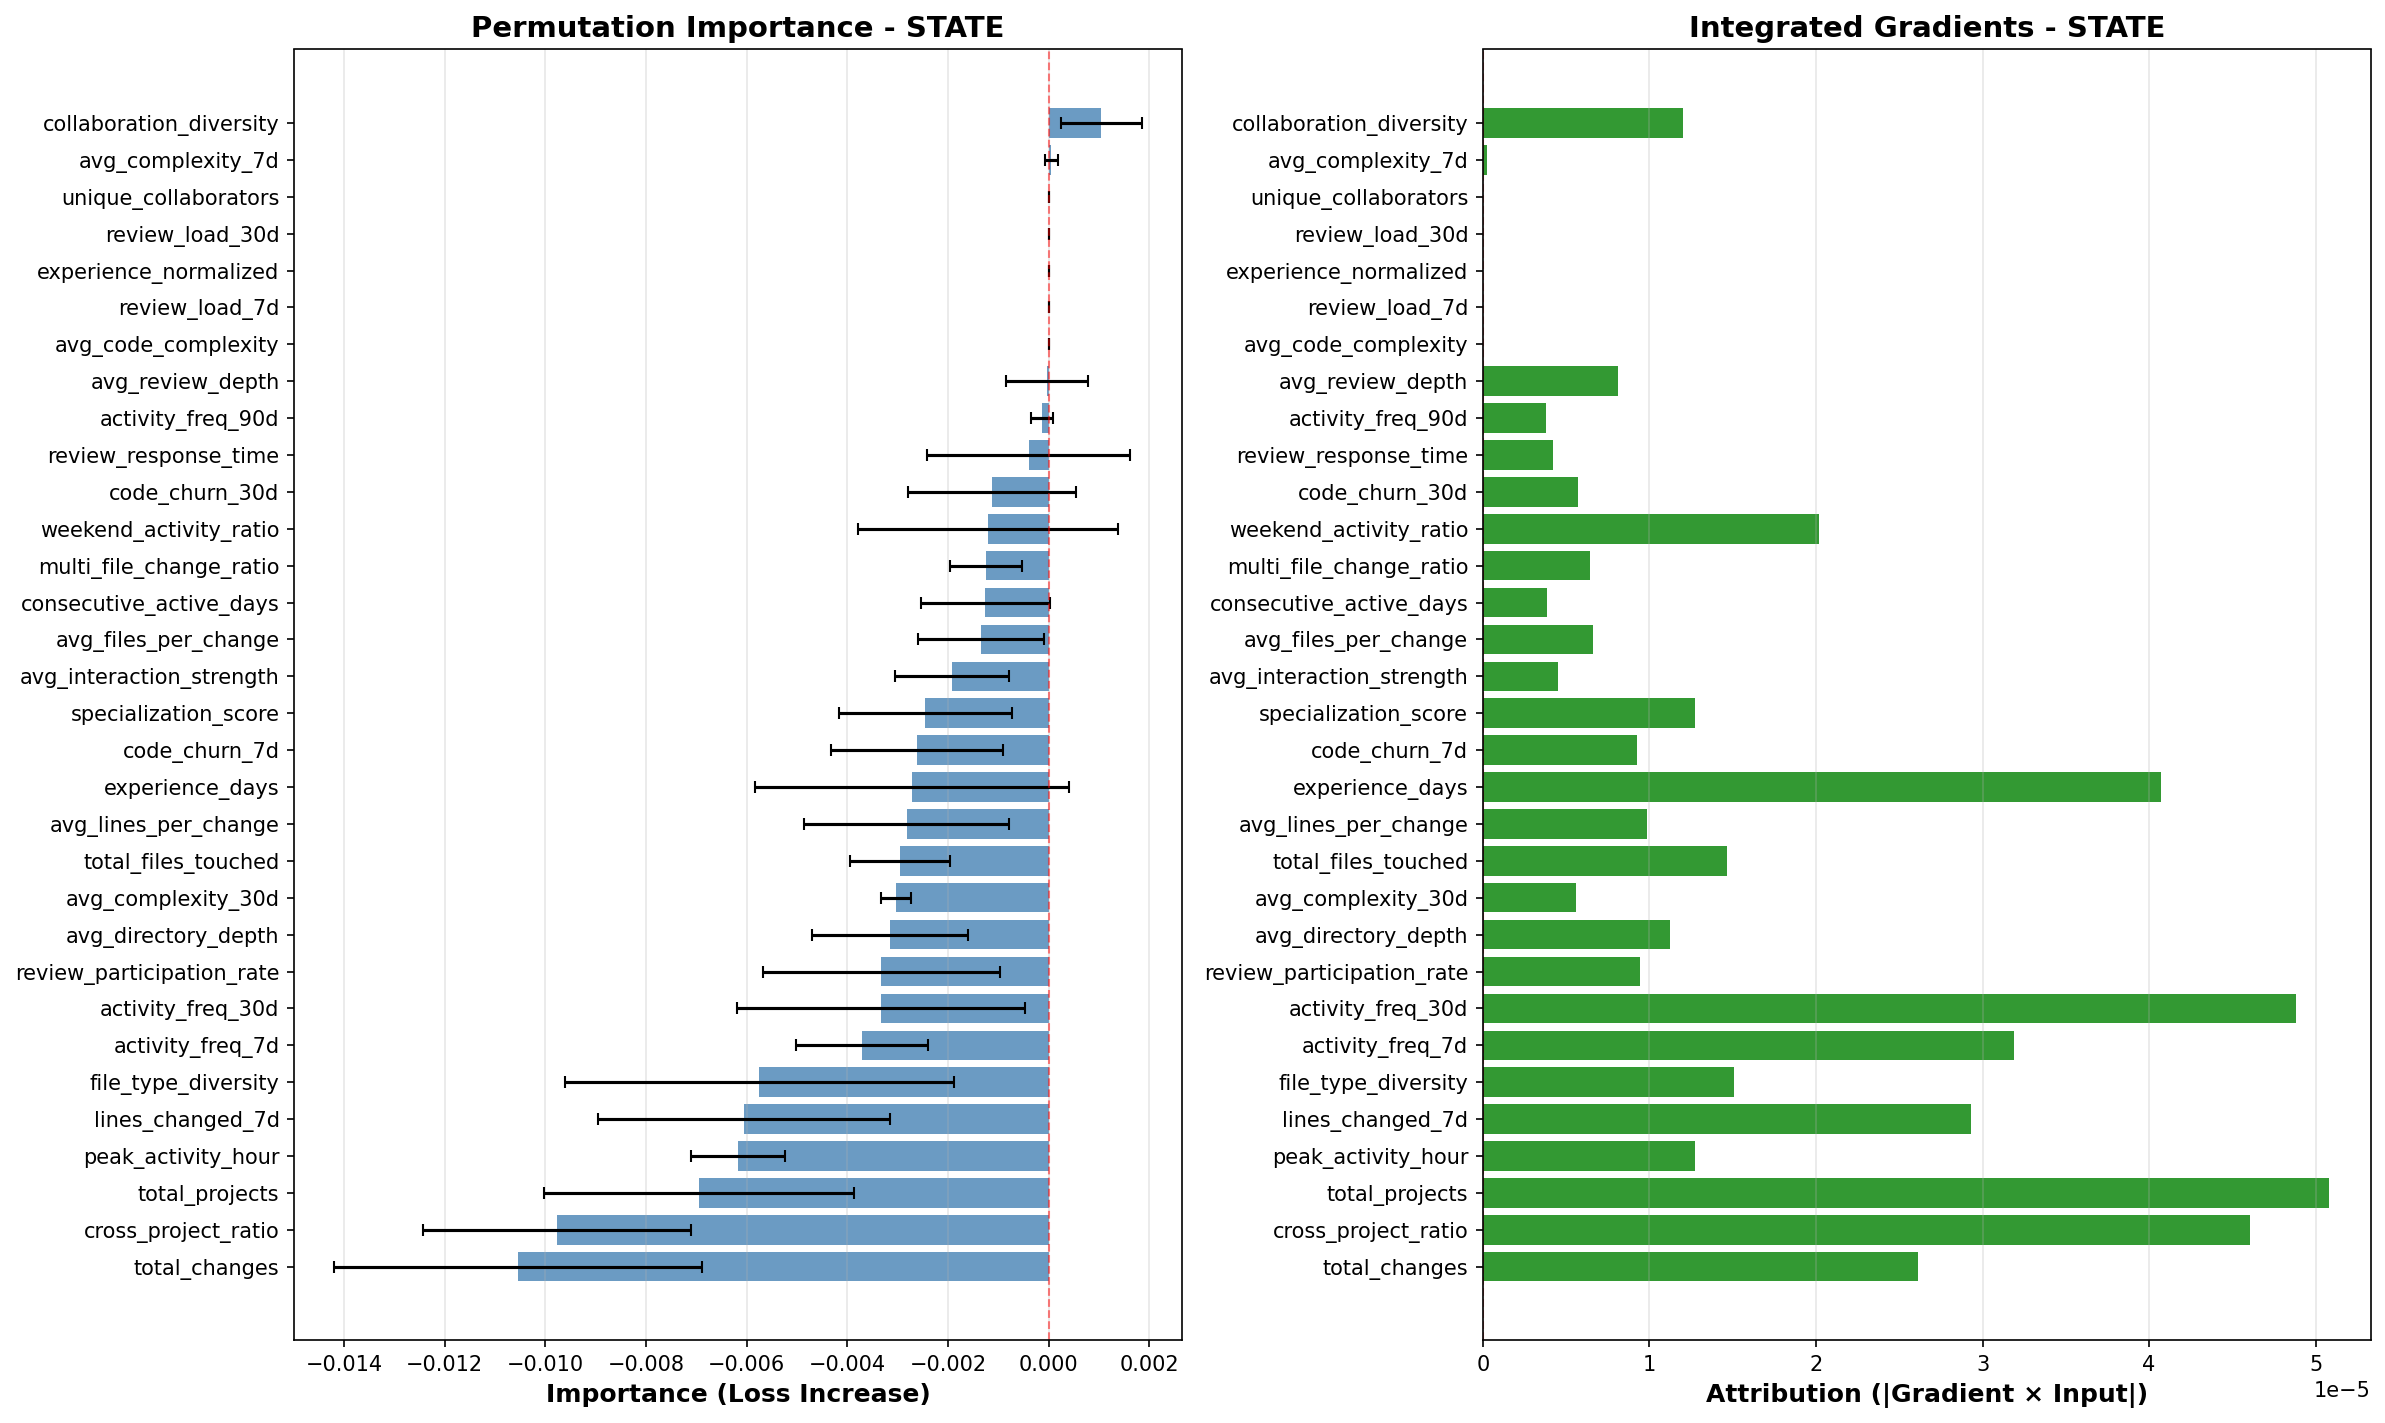 Permutation Importance - STATE
collaboration_diversity
avg_complexity_7d
unique_collaborators
review_load_30d
experience_normalized
review_load_7d
avg_code_complexity
avg_review_depth
activity_freq_90d
review_response_time
code_churn_30d
weekend_activity_ratio
multi_file_change_ratio
consecutive_active_days
avg_files_per_change
avg_interaction_strength
specialization_score
code_churn_7d
experience_days
avg_lines_per_change
total_files_touched
avg_complexity_30d
avg_directory_depth
review_participation_rate
activity_freq_30d
activity_freq_7d
file_type_diversity
lines_changed_7d
peak_activity_hour
total_projects
cross_project_ratio
total_changes
−0.014 −0.012 −0.010 −0.008 −0.006 −0.004 −0.002 0.000 0.002
Importance (Loss Increase)
Integrated Gradients - STATE
collaboration_diversity
avg_complexity_7d
unique_collaborators
review_load_30d
experience_normalized
review_load_7d
avg_code_complexity
avg_review_depth
activity_freq_90d
review_response_time
code_churn_30d
weekend_activity_ratio
multi_file_change_ratio
consecutive_active_days
avg_files_per_change
avg_interaction_strength
specialization_score
code_churn_7d
experience_days
avg_lines_per_change
total_files_touched
avg_complexity_30d
avg_directory_depth
review_participation_rate
activity_freq_30d
activity_freq_7d
file_type_diversity
lines_changed_7d
peak_activity_hour
total_projects
cross_project_ratio
total_changes
0 1 2 3 4 5
1e−5
Attribution (|Gradient × Input|)